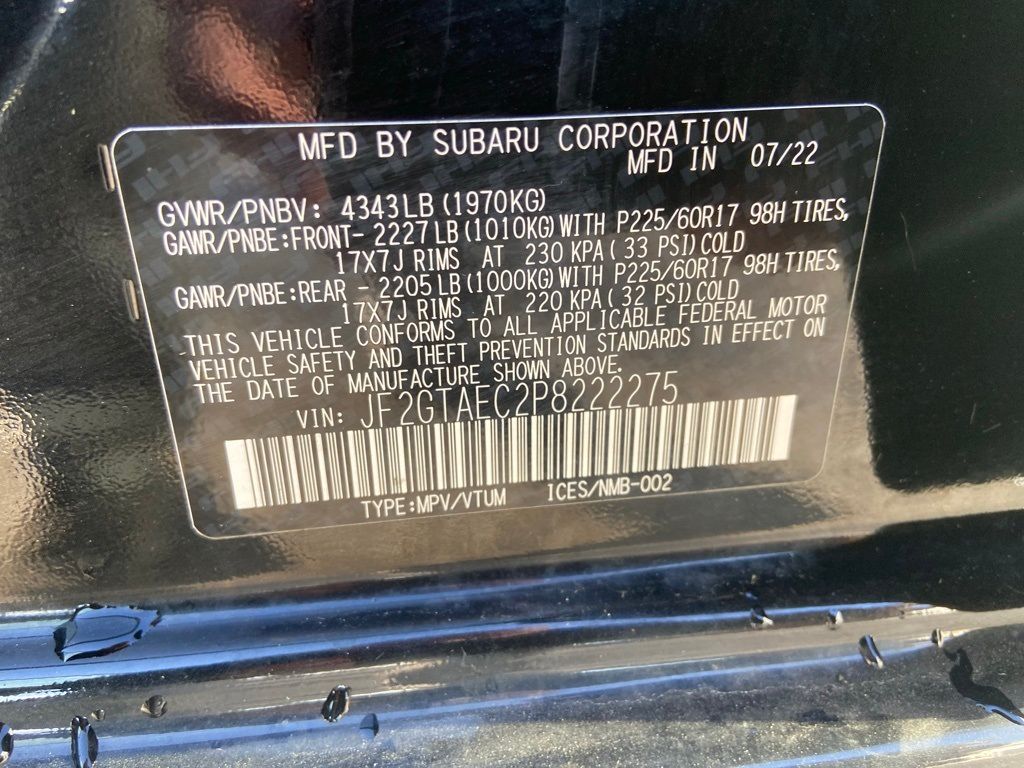 MFD BY SUBARU CORPORATION
MFD IN 07/22
GVWR/PNBV: 4343LB(1970KG)
GAWR/PNBE:FRONT- 2227LB(1010KG)WITH P225/60R17 98H TIRES,
17X7J RIMS AT 230 KPA(33 PSI)COLD
GAWR/PNBE:REAR - 2205LB(1000KG)WITH P225/60R17 98H TIRES,
17X7J RIMS AT 220 KPA(32 PSI)COLD
THIS VEHICLE CONFORMS TO ALL APPLICABLE FEDERAL MOTOR
VEHICLE SAFETY AND THEFT PREVENTION STANDARDS IN EFFECT ON
THE DATE OF MANUFACTURE SHOWN ABOVE.
VIN: JF2GTAEC2P8222275
TYPE:MPV/VTUM ICES/NMB-002